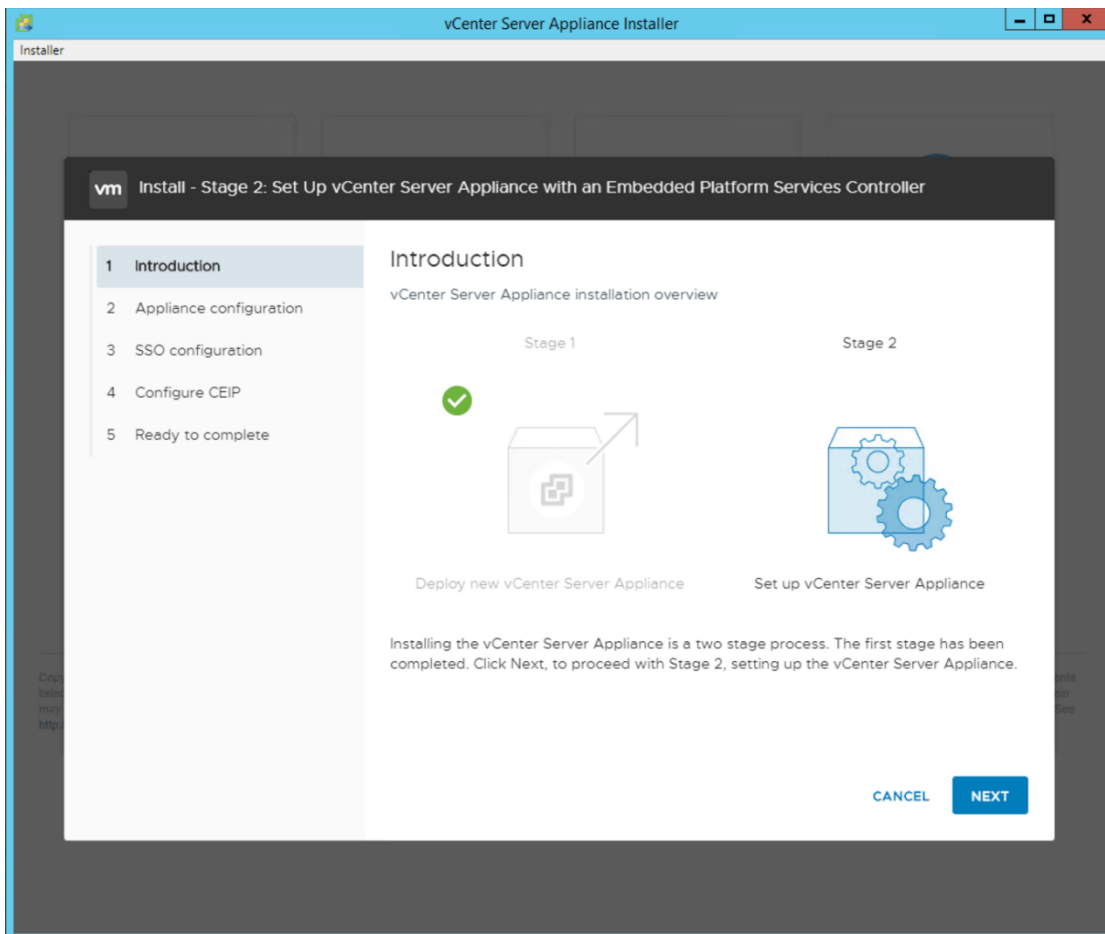 vCenter Server Appliance Installer
Installer
vm Install - Stage 2: Set Up vCenter Server Appliance with an Embedded Platform Services Controller
1 Introduction
2 Appliance configuration
3 SSO configuration
4 Configure CEIP
5 Ready to complete
Introduction
vCenter Server Appliance installation overview
Stage 1 Stage 2
Deploy new vCenter Server Appliance Set up vCenter Server Appliance
Installing the vCenter Server Appliance is a two stage process. The first stage has been
completed. Click Next, to proceed with Stage 2, setting up the vCenter Server Appliance.
may
See
CANCEL NEXT